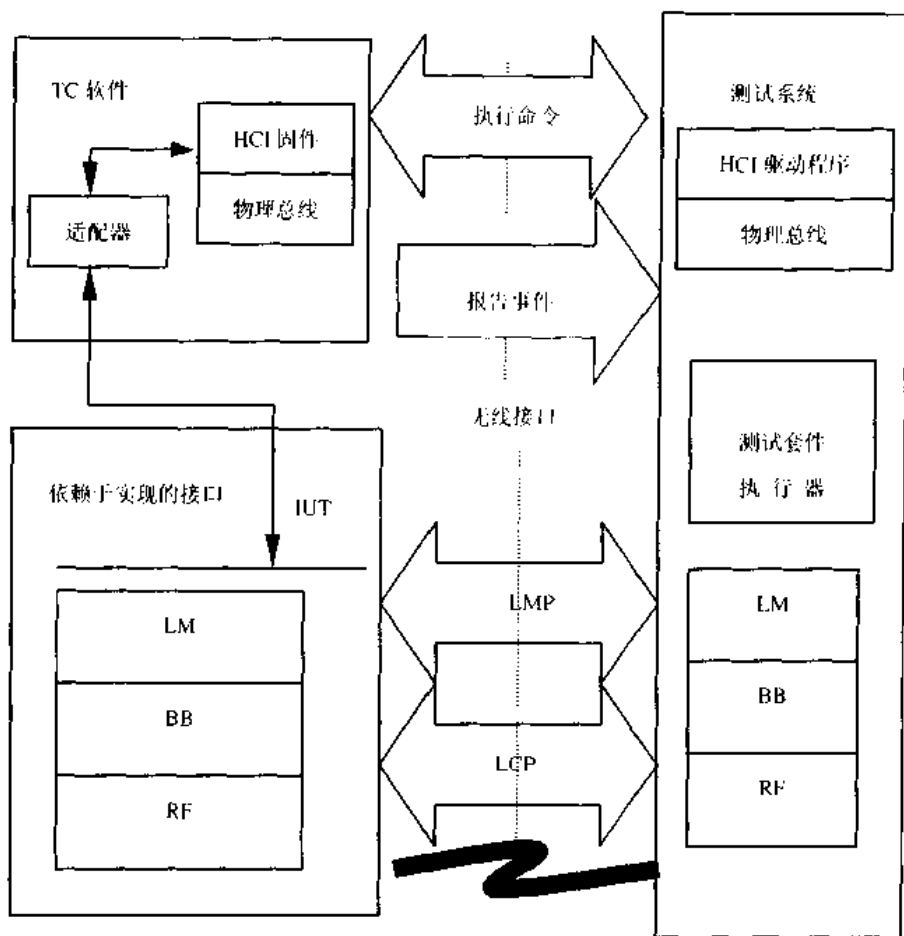 TC 软件
HCI 固件
物理总线
适配器
执行命令
报告事件
无线接口
测试系统
HCI 驱动程序
物理总线
测试套件
执 行 器
依赖于实现的接口
IUT
LM
BB
RF
LMP
LCP
LM
BB
RF